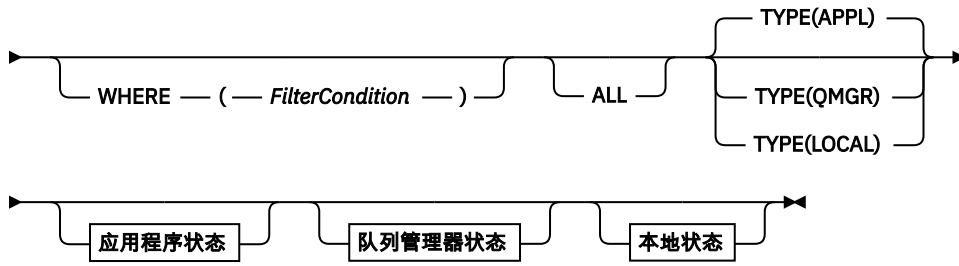 TYPE(APPL)
WHERE ( FilterCondition ) ALL TYPE(QMGR)
TYPE(LOCAL)
应用程序状态 队列管理器状态 本地状态